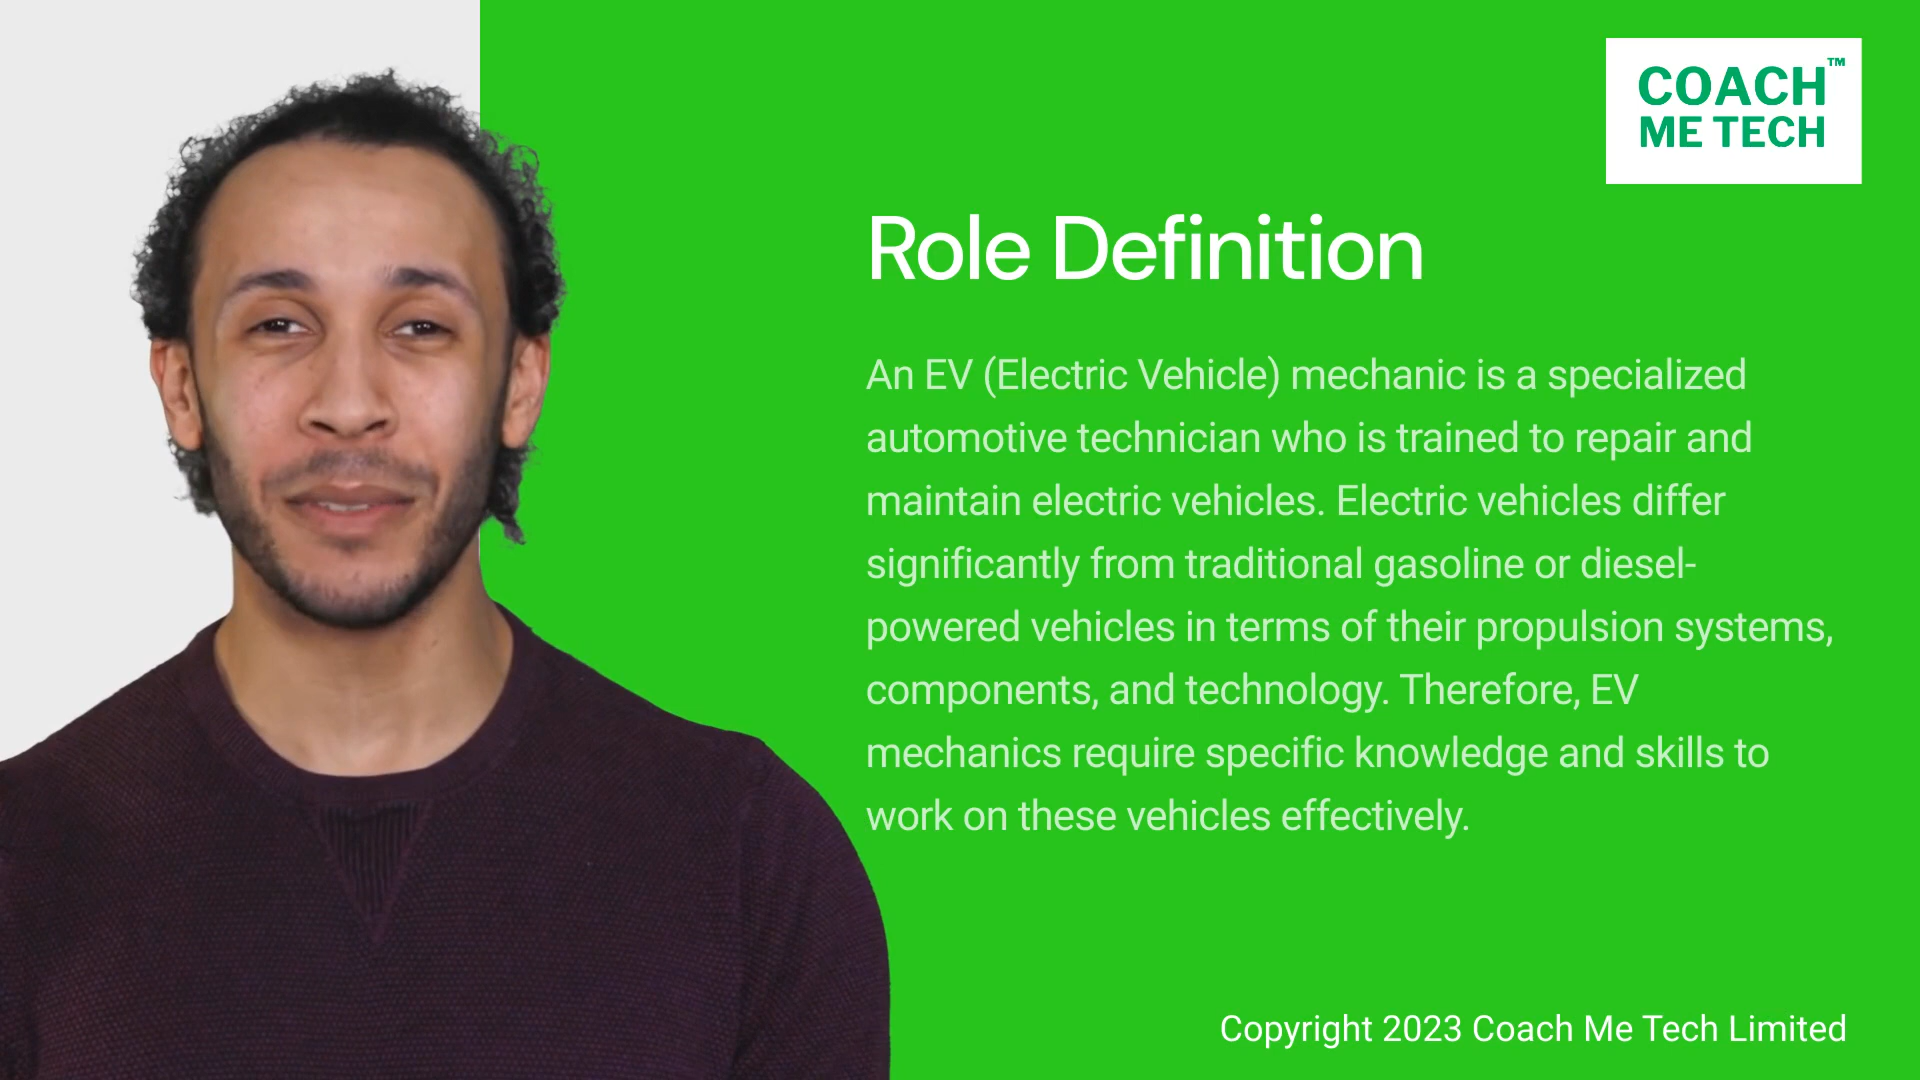 COACH™
ME TECH
Role Definition
An EV (Electric Vehicle) mechanic is a specialized
automotive technician who is trained to repair and
maintain electric vehicles. Electric vehicles differ
significantly from traditional gasoline or diesel-
powered vehicles in terms of their propulsion systems,
components, and technology. Therefore, EV
mechanics require specific knowledge and skills to
work on these vehicles effectively.
Copyright 2023 Coach Me Tech Limited